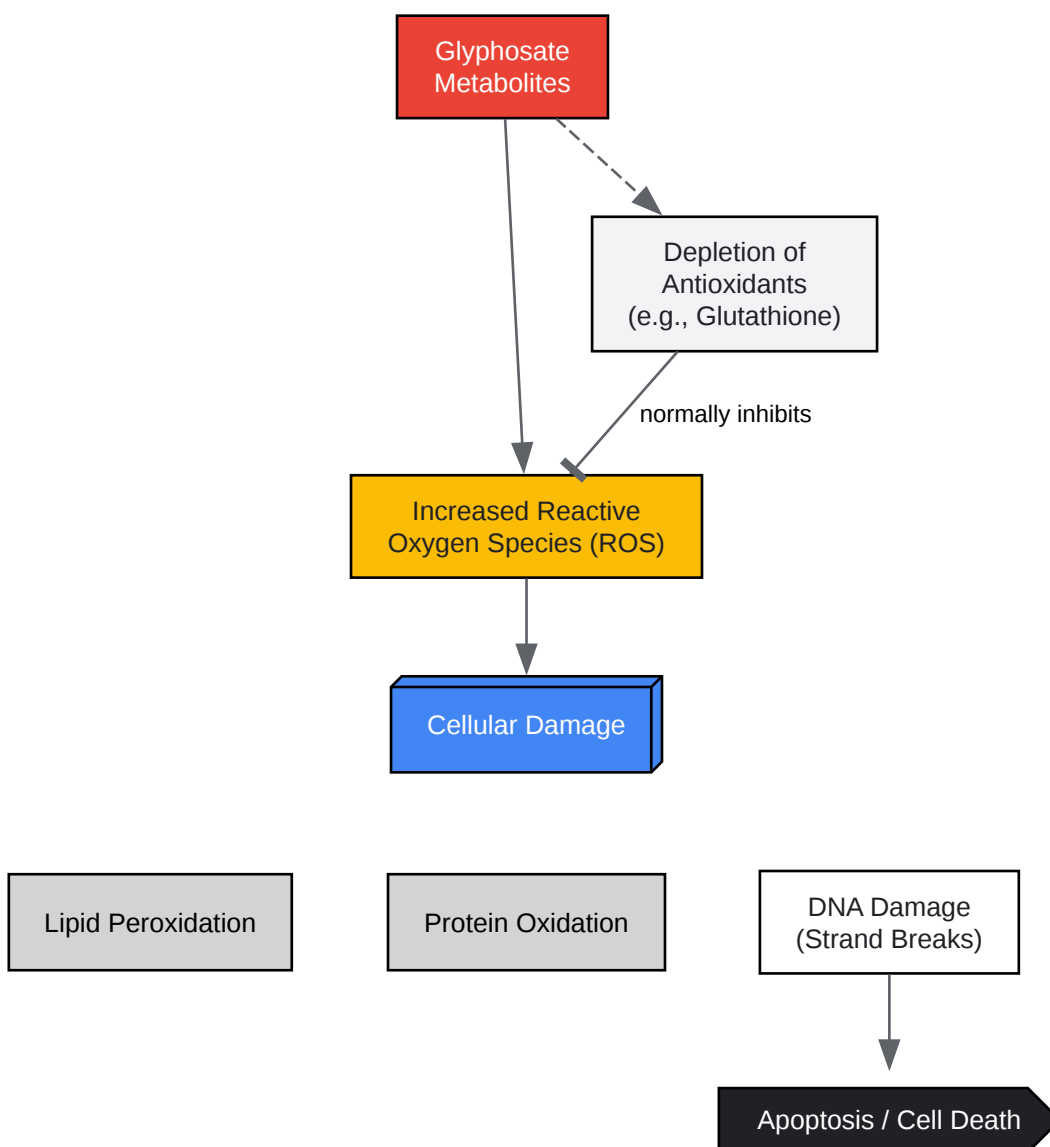 Glyphosate
Metabolites
Depletion of
Antioxidants
(e.g., Glutathione)
normally inhibits
Increased Reactive
Oxygen Species (ROS)
Cellular Damage
Lipid Peroxidation
Protein Oxidation
DNA Damage
(Strand Breaks)
Apoptosis / Cell Death